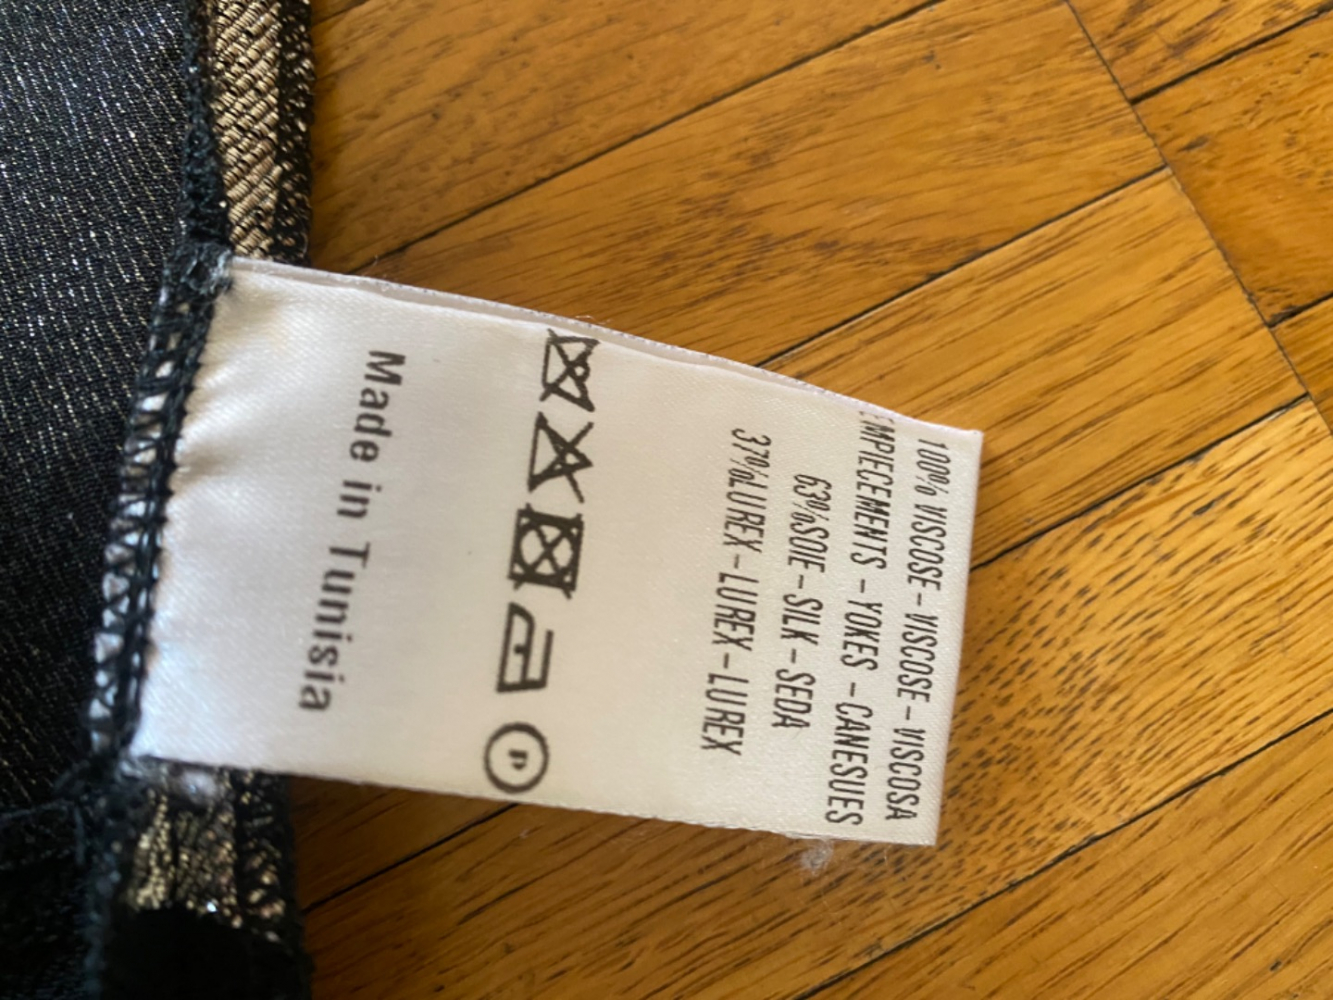 100% VISCOSE - VISCOSE - VISCOSA
EMPIECEMENTS - YOKES - CANESUES
63%SOIE - SILK - SEDA
37%LUREX - LUREX - LUREX
P
Made in Tunisia